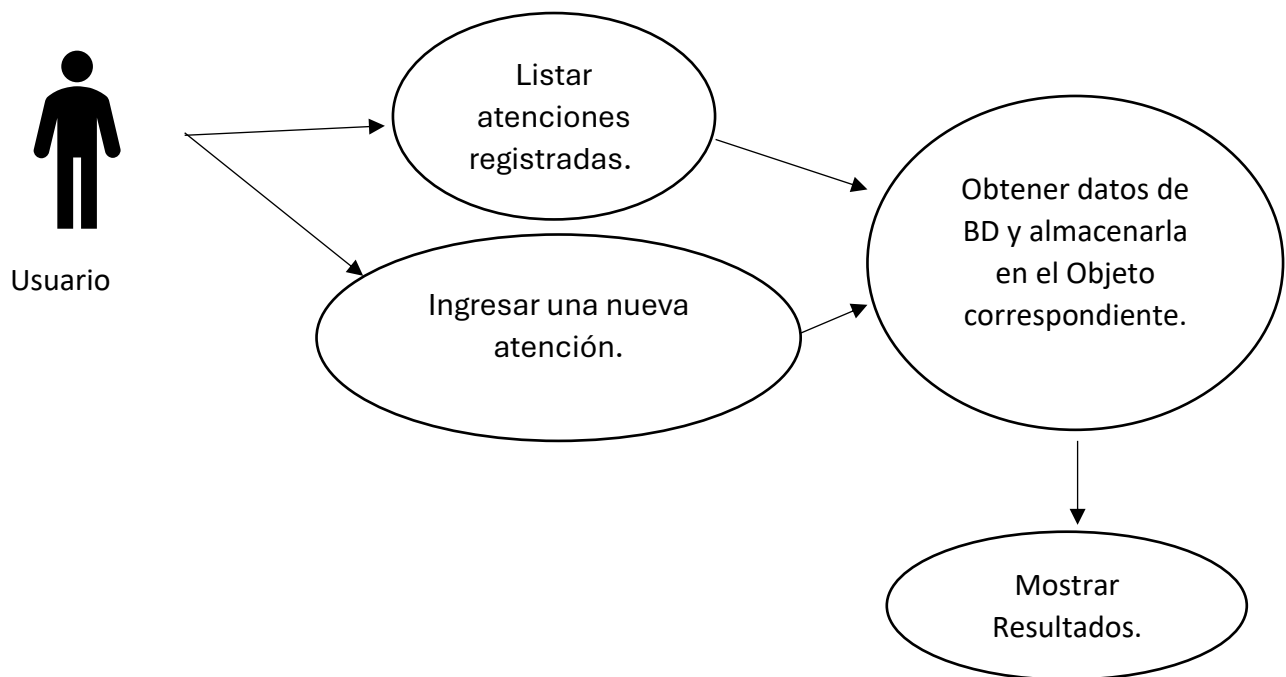 Listar
atenciones
registradas.
Usuario
Ingresar una nueva
atención.
Obtener datos de
BD y almacenarla
en el Objeto
correspondiente.
Mostrar
Resultados.